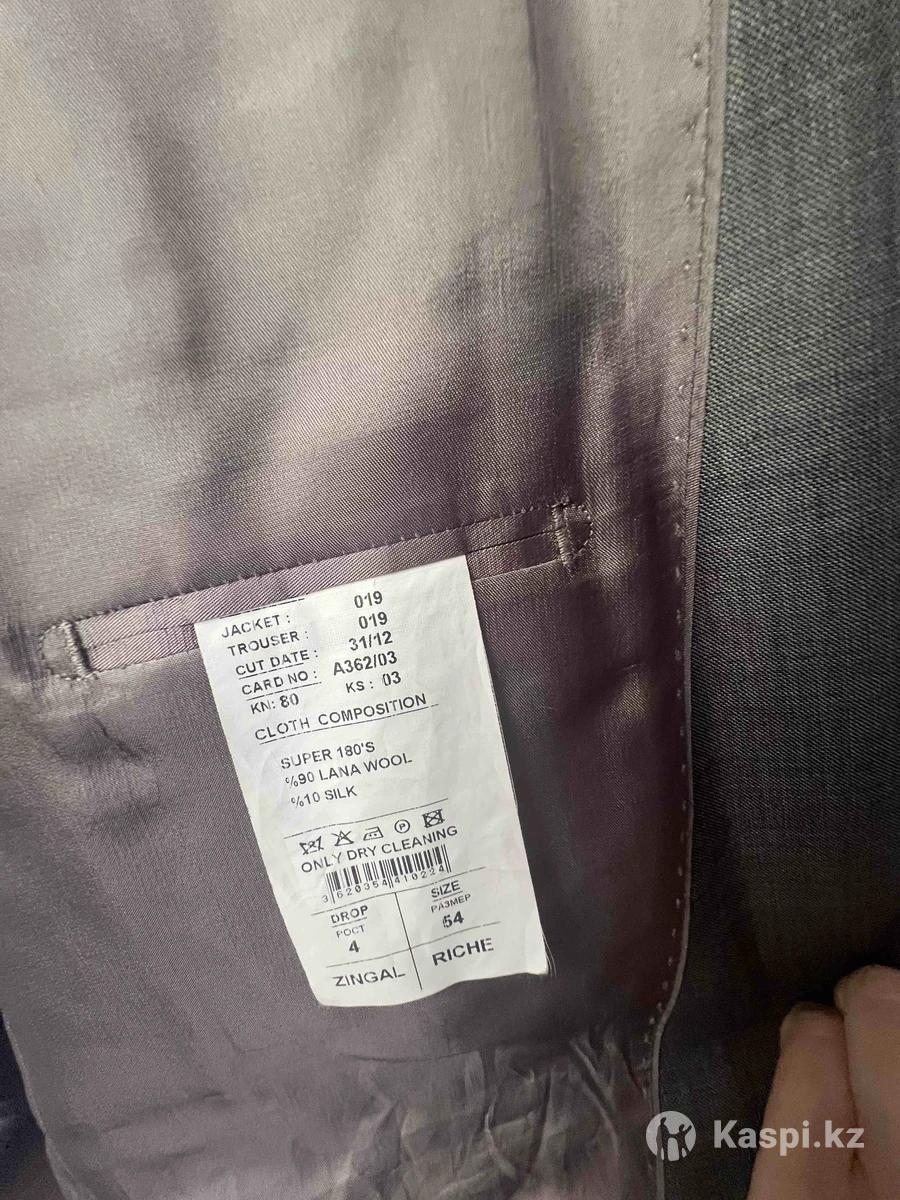 JACKET : 019
TROUSER : 019
CUT DATE : 31/12
CARD NO : A362/03
KN: 80 KS : 03
CLOTH COMPOSITION
SUPER 180'S
%90 LANA WOOL
%10 SILK
ONLY DRY CLEANING
3620354410224
DROP SIZE
РОСТ РАЗМЕР
4 54
ZINGAL RICHE
Kaspi.kz